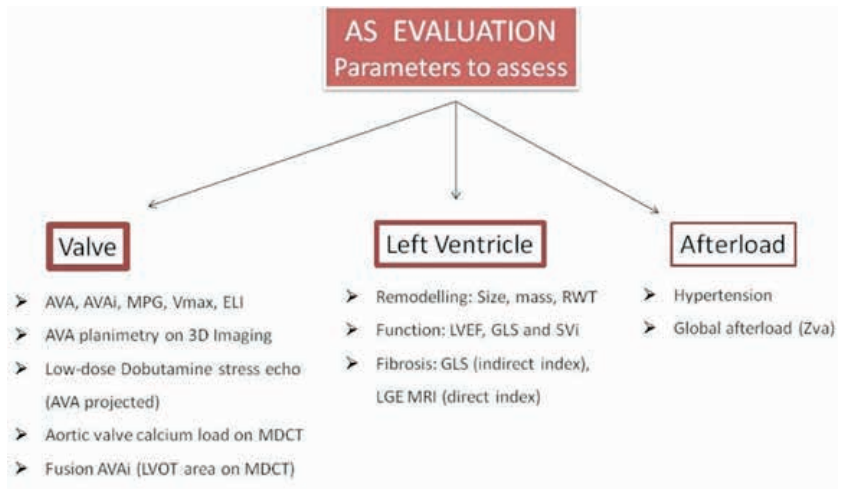 AS EVALUATION
Parameters to assess
Valve
➢ AVA, AVAi, MPG, Vmax, ELI
➢ AVA planimetry on 3D Imaging
➢ Low-dose Dobutamine stress echo
(AVA projected)
➢ Aortic valve calcium load on MDCT
➢ Fusion AVAi (LVOT area on MDCT)
Left Ventricle
➢ Remodelling: Size, mass, RWT
➢ Function: LVEF, GLS and SVi
➢ Fibrosis: GLS (indirect index),
LGE MRI (direct index)
Afterload
➢ Hypertension
➢ Global afterload (Zva)